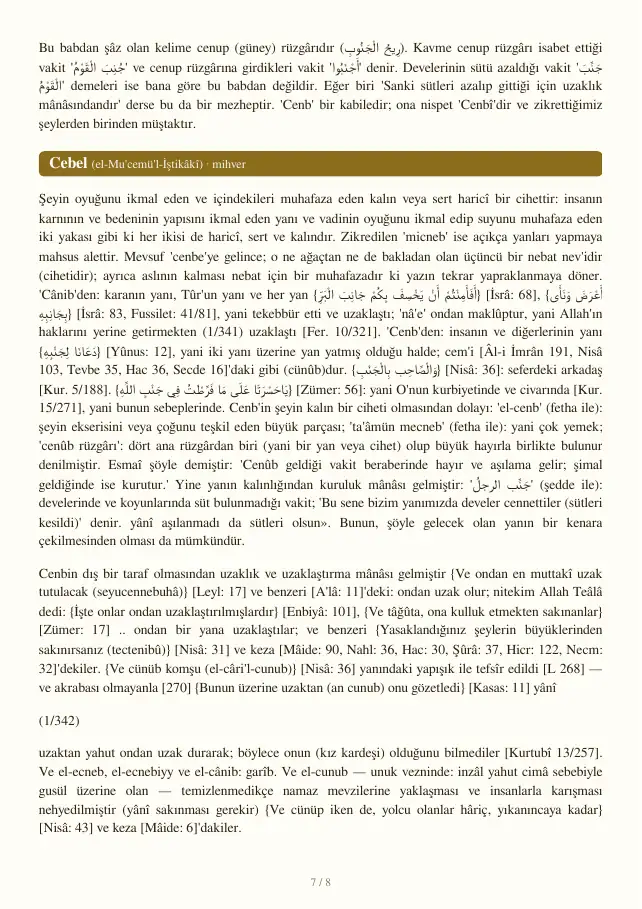 Bu babdan şâz olan kelime cenup (güney) rüzgârıdır (رِيحُ الْجَنُوبِ). Kavme cenup rüzgârı isabet ettiği
vakit 'جُنِبَ الْقَوْمُ' ve cenup rüzgârına girdikleri vakit 'أَجْنَبُوا' denir. Develerinin sütü azaldığı vakit 'جَنَّبَ
الْقَوْمُ' demeleri ise bana göre bu babdan değildir. Eğer biri 'Sanki sütleri azalıp gittiği için uzaklık
mânâsındandır' derse bu da bir mezheptir. 'Cenb' bir kabiledir; ona nispet 'Cenbî'dir ve zikrettiğimiz
şeylerden birinden müştaktır.
Cebel (el-Mu'cemü'l-İştikâkî) · mihver
Şeyin oyuğunu ikmal eden ve içindekileri muhafaza eden kalın veya sert haricî bir cihettir: insanın
karnının ve bedeninin yapısını ikmal eden yanı ve vadinin oyuğunu ikmal edip suyunu muhafaza eden
iki yakası gibi ki her ikisi de haricî, sert ve kalındır. Zikredilen 'micneb' ise açıkça yanları yapmaya
mahsus alettir. Mevsuf 'cenbe'ye gelince; o ne ağaçtan ne de bakladan olan üçüncü bir nebat nev'idir
(cihetidir); ayrıca aslının kalması nebat için bir muhafazadır ki yazın tekrar yapraklanmaya döner.
'Cânib'den: karanın yanı, Tûr'un yanı ve her yan {أَفَأَمِنْتُمْ أَنْ يَخْسِفَ بِكُمْ جَانِبَ الْبَرِّ} [İsrâ: 68], {أَعْرَضَ وَنَأَى
بِجَانِبِهِ} [İsrâ: 83, Fussilet: 41/81], yani tekebbür etti ve uzaklaştı; 'nâ'e' ondan maklûptur, yani Allah'ın
haklarını yerine getirmekten (1/341) uzaklaştı [Fer. 10/321]. 'Cenb'den: insanın ve diğerlerinin yanı
{دَعَانَا لِجَنْبِهِ} [Yûnus: 12], yani iki yanı üzerine yan yatmış olduğu halde; cem'i [Âl-i İmrân 191, Nisâ
103, Tevbe 35, Hac 36, Secde 16]'daki gibi (cünûb)dur. {وَالصَّاحِبِ بِالْجَنْبِ} [Nisâ: 36]: seferdeki arkadaş
[Kur. 5/188]. {يَاحَسْرَتَا عَلَى مَا فَرَّطْتُ فِي جَنْبِ اللَّهِ} [Zümer: 56]: yani O'nun kurbiyetinde ve civarında [Kur.
15/271], yani bunun sebeplerinde. Cenb'in şeyin kalın bir ciheti olmasından dolayı: 'el-cenb' (fetha ile):
şeyin ekserisini veya çoğunu teşkil eden büyük parçası; 'ta'âmün mecneb' (fetha ile): yani çok yemek;
'cenûb rüzgârı': dört ana rüzgârdan biri (yani bir yan veya cihet) olup büyük hayırla birlikte bulunur
denilmiştir. Esmaî şöyle demiştir: 'Cenûb geldiği vakit beraberinde hayır ve aşılama gelir; şimal
geldiğinde ise kurutur.' Yine yanın kalınlığından kuruluk mânâsı gelmiştir: 'جَنَّب الرجلُ' (şedde ile):
develerinde ve koyunlarında süt bulunmadığı vakit; 'Bu sene bizim yanımızda develer cennettiler (sütleri
kesildi)' denir. yânî aşılanmadı da sütleri olsun». Bunun, şöyle gelecek olan yanın bir kenara
çekilmesinden olması da mümkündür.
Cenbin dış bir taraf olmasından uzaklık ve uzaklaştırma mânâsı gelmiştir {Ve ondan en muttakî uzak
tutulacak (seyucennebuhâ)} [Leyl: 17] ve benzeri [A'lâ: 11]'deki: ondan uzak olur; nitekim Allah Teâlâ
dedi: {İşte onlar ondan uzaklaştırılmışlardır} [Enbiyâ: 101], {Ve tâğûta, ona kulluk etmekten sakınanlar}
[Zümer: 17] .. ondan bir yana uzaklaştılar; ve benzeri {Yasaklandığınız şeylerin büyüklerinden
sakınırsanız (tectenibû)} [Nisâ: 31] ve keza [Mâide: 90, Nahl: 36, Hac: 30, Şûrâ: 37, Hicr: 122, Necm:
32]'dekiler. {Ve cünüb komşu (el-câri'l-cunub)} [Nisâ: 36] yanındaki yapışık ile tefsîr edildi [L 268] —
ve akrabası olmayanla [270] {Bunun üzerine uzaktan (an cunub) onu gözetledi} [Kasas: 11] yânî
(1/342)
uzaktan yahut ondan uzak durarak; böylece onun (kız kardeşi) olduğunu bilmediler [Kurtubî 13/257].
Ve el-ecneb, el-ecnebiyy ve el-cânib: garîb. Ve el-cunub — unuk vezninde: inzâl yahut cimâ sebebiyle
gusül üzerine olan — temizlenmedikçe namaz mevzilerine yaklaşması ve insanlarla karışması
nehyedilmiştir (yânî sakınması gerekir) {Ve cünüp iken de, yolcu olanlar hâriç, yıkanıncaya kadar}
[Nisâ: 43] ve keza [Mâide: 6]'dakiler.
7 / 8